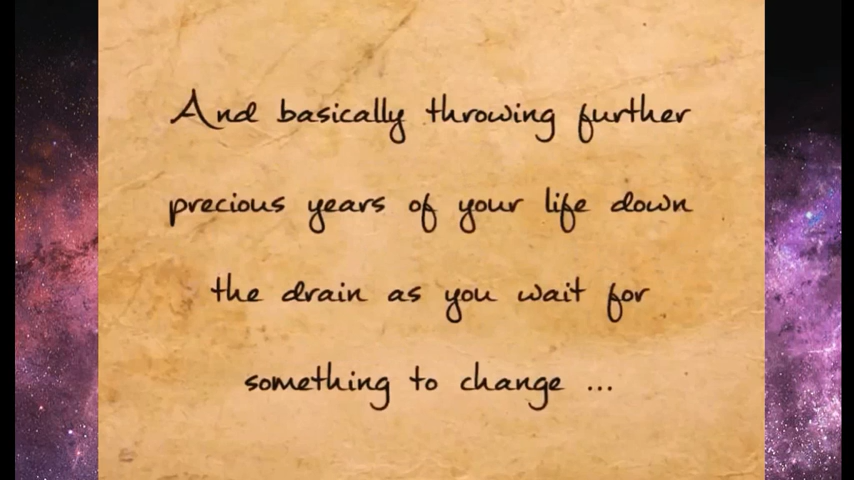 And basically throwing further
precious years of your life down
the drain as you wait for
something to change ...